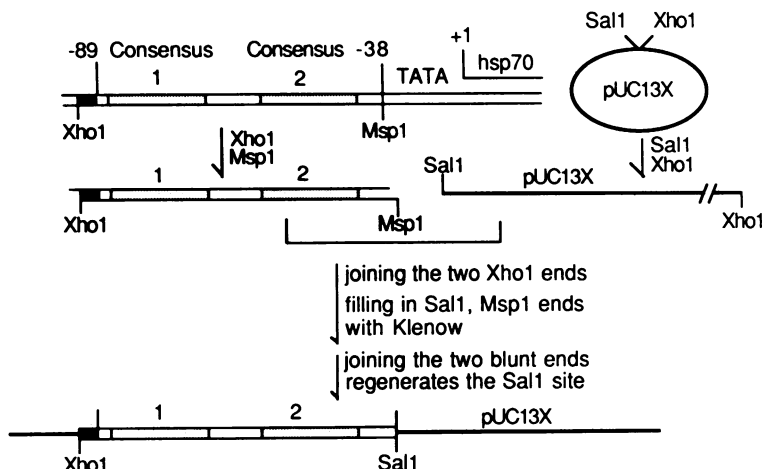 Sal1 Xho1
-89 Consensus Consensus -38 +1
hsp70
1 2 TATA
pUC13X
Xho1 Msp1
Xho1
Msp1
Sal1
Xho1
1 2 Sal1 pUC13X
Xho1 Msp1 Xho1
joining the two Xho1 ends
filling in Sal1, Msp1 ends
with Klenow
joining the two blunt ends
regenerates the Sal1 site
1 2 pUC13X
Xho1 Sal1